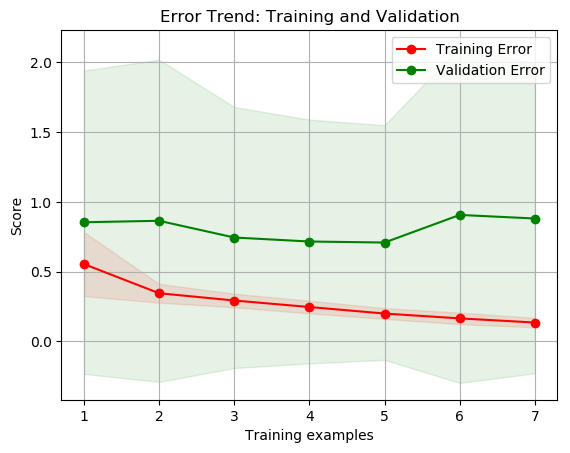 Error Trend: Training and Validation
Training Error
Validation Error
Score
2.0
1.5
1.0
0.5
0.0
1 2 3 4 5 6 7
Training examples